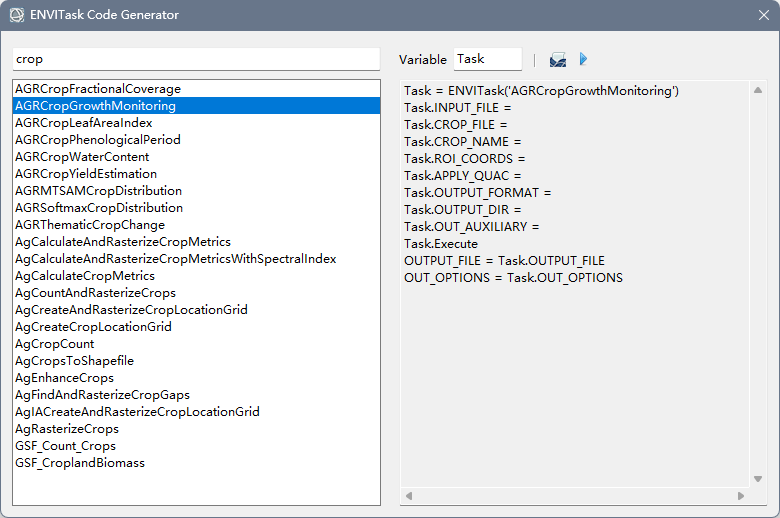 ENVITask Code Generator
crop
Variable Task
AGRCropFractionalCoverage
AGRCropGrowthMonitoring
AGRCropLeafAreaIndex
AGRCropPhenologicalPeriod
AGRCropWaterContent
AGRCropYieldEstimation
AGRMTSAMCropDistribution
AGRSoftmaxCropDistribution
AGRThematicCropChange
AgCalculateAndRasterizeCropMetrics
AgCalculateAndRasterizeCropMetricsWithSpectralIndex
AgCalculateCropMetrics
AgCountAndRasterizeCrops
AgCreateAndRasterizeCropLocationGrid
AgCreateCropLocationGrid
AgCropCount
AgCropsToShapefile
AgEnhanceCrops
AgFindAndRasterizeCropGaps
AgIACreateAndRasterizeCropLocationGrid
AgRasterizeCrops
GSF_Count_Crops
GSF_CroplandBiomass
Task = ENVITask('AGRCropGrowthMonitoring')
Task.INPUT_FILE =
Task.CROP_FILE =
Task.CROP_NAME =
Task.ROI_COORDS =
Task.APPLY_QUAC =
Task.OUTPUT_FORMAT =
Task.OUTPUT_DIR =
Task.OUT_AUXILIARY =
Task.Execute
OUTPUT_FILE = Task.OUTPUT_FILE
OUT_OPTIONS = Task.OUT_OPTIONS